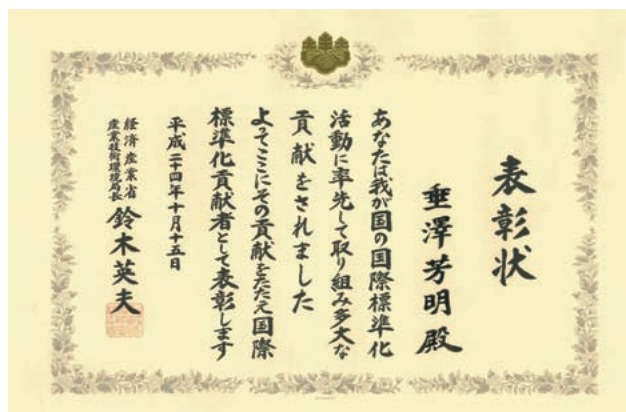 表彰状
垂澤芳明殿
あなたは我が国の国際標準化
活動に率先して取り組み多大な
貢献をされました
よってここにその貢献をたたえ国際
標準化貢献者として表彰します
平成二十四年十月十五日
経済産業省
産業技術環境局長
鈴木英夫